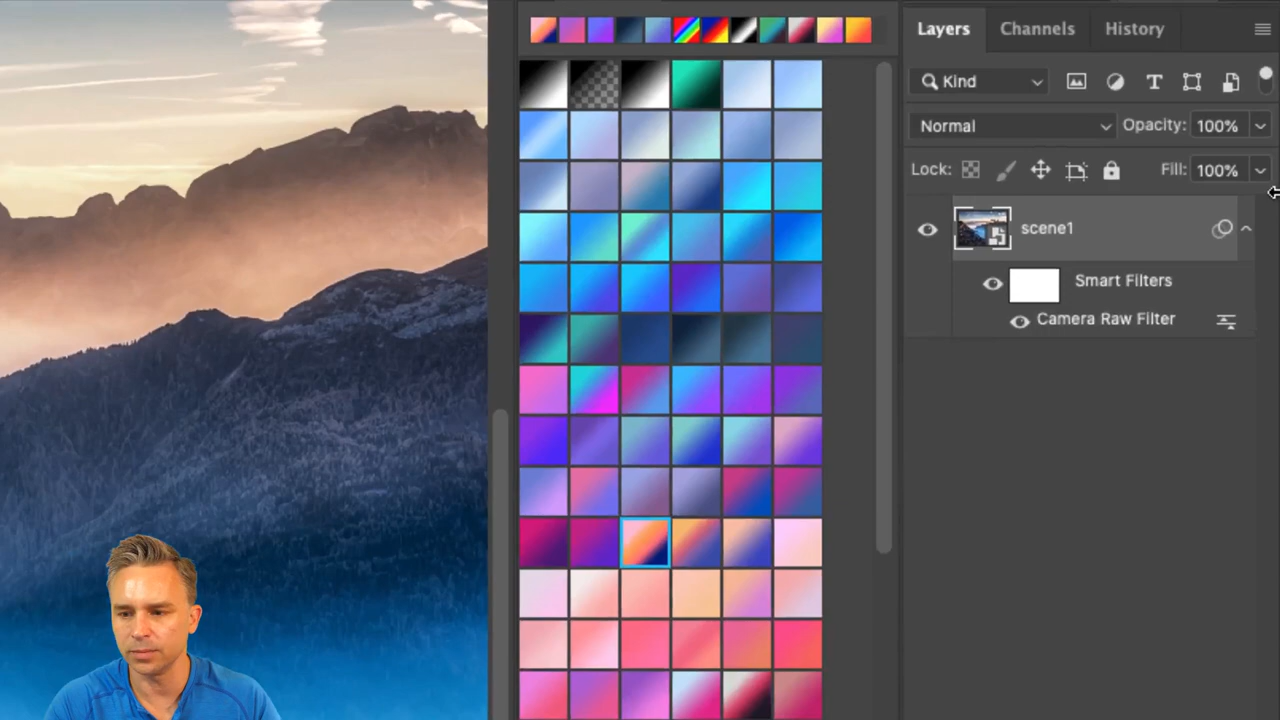 Layers Channels History
Kind
Normal Opacity: 100%
Lock: Fill: 100%
scene1
Smart Filters
Camera Raw Filter